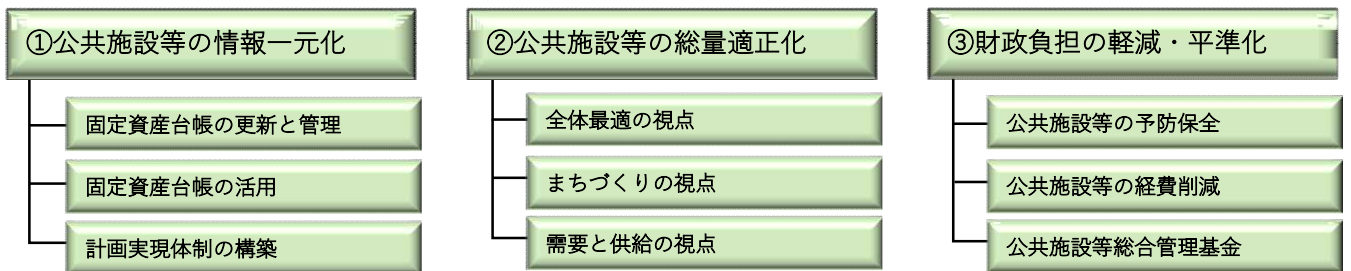 ①公共施設等の情報一元化
固定資産台帳の更新と管理
固定資産台帳の活用
計画実現体制の構築
②公共施設等の総量適正化
全体最適の視点
まちづくりの視点
需要と供給の視点
③財政負担の軽減・平準化
公共施設等の予防保全
公共施設等の経費削減
公共施設等総合管理基金